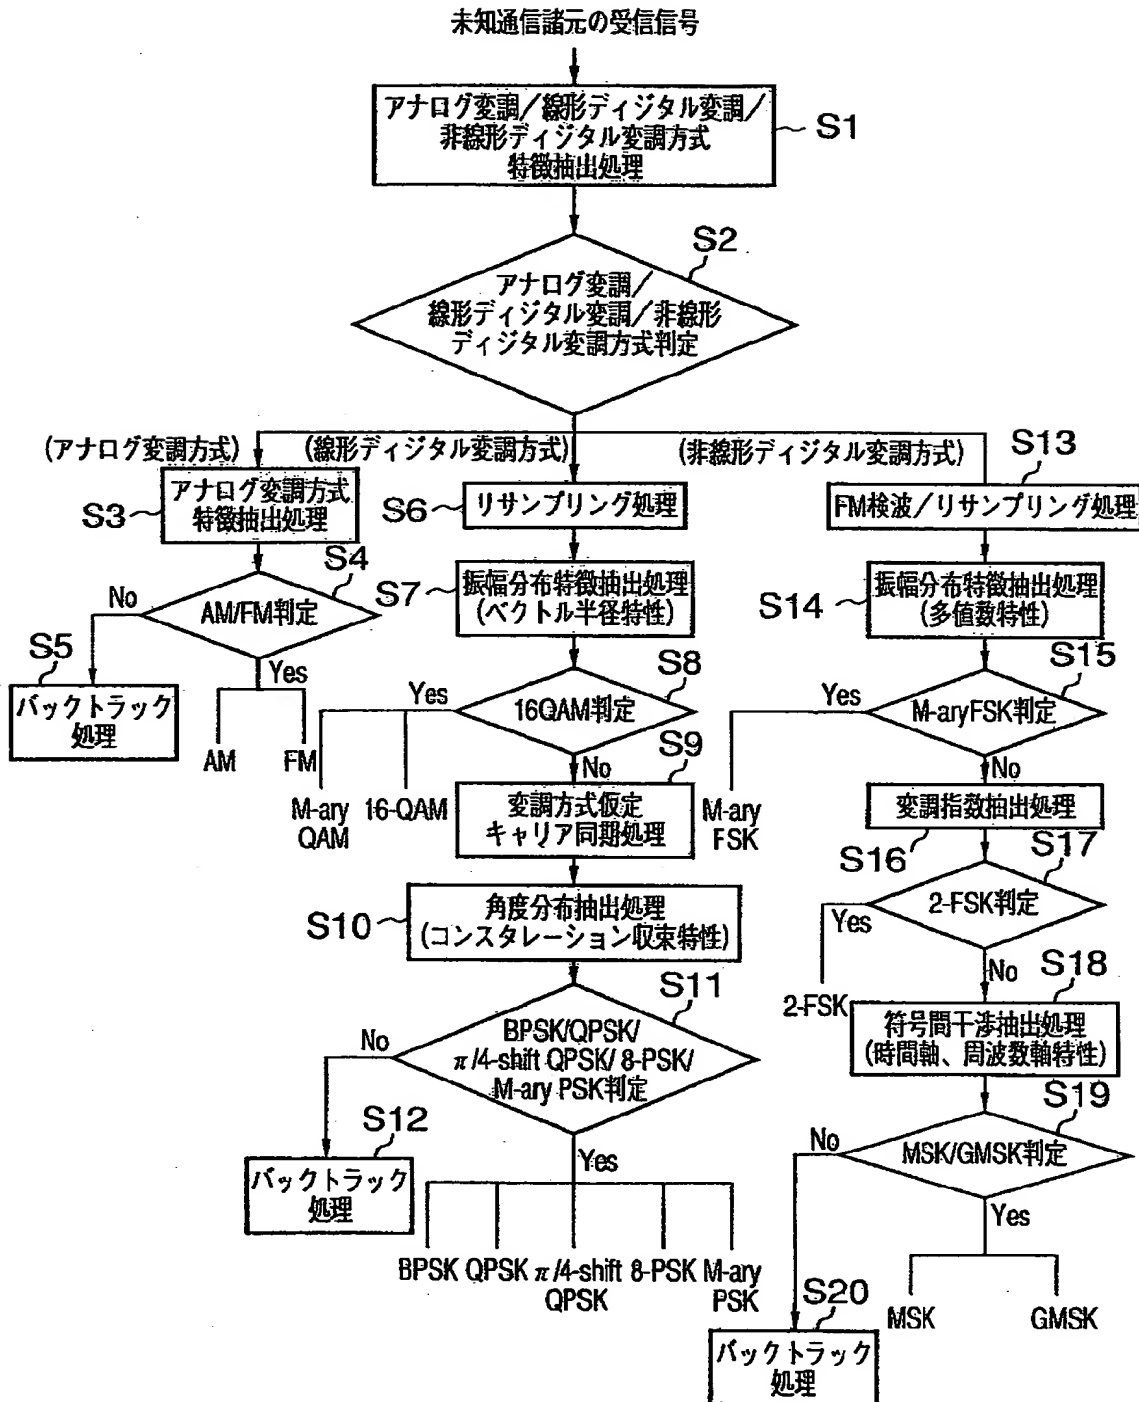 未知通信諸元の受信信号
アナログ変調/線形ディジタル変調/
非線形ディジタル変調方式
特徴抽出処理
S1
S2
アナログ変調/
線形ディジタル変調/非線形
ディジタル変調方式判定
(アナログ変調方式)
(線形ディジタル変調方式)
(非線形ディジタル変調方式)
S3
アナログ変調方式
特徴抽出処理
S4
AM/FM判定
No
Yes
S5
バックトラック
処理
AM
FM
S6
リサンプリング処理
S7
振幅分布特徴抽出処理
(ベクトル半径特性)
S8
16QAM判定
Yes
No
M-ary
QAM
16-QAM
S9
変調方式仮定
キャリア同期処理
S10
角度分布抽出処理
(コンスタレーション収束特性)
S11
BPSK/QPSK/
π/4-shift QPSK/ 8-PSK/
M-ary PSK判定
No
Yes
S12
バックトラック
処理
BPSK
QPSK
π/4-shift
QPSK
8-PSK
M-ary
PSK
S13
FM検波/リサンプリング処理
S14
振幅分布特徴抽出処理
(多値数特性)
S15
M-aryFSK判定
Yes
No
M-ary
FSK
変調指数抽出処理
S16
S17
2-FSK判定
Yes
No
2-FSK
S18
符号間干渉抽出処理
(時間軸、周波数軸特性)
S19
MSK/GMSK判定
No
Yes
MSK
GMSK
S20
バックトラック
処理